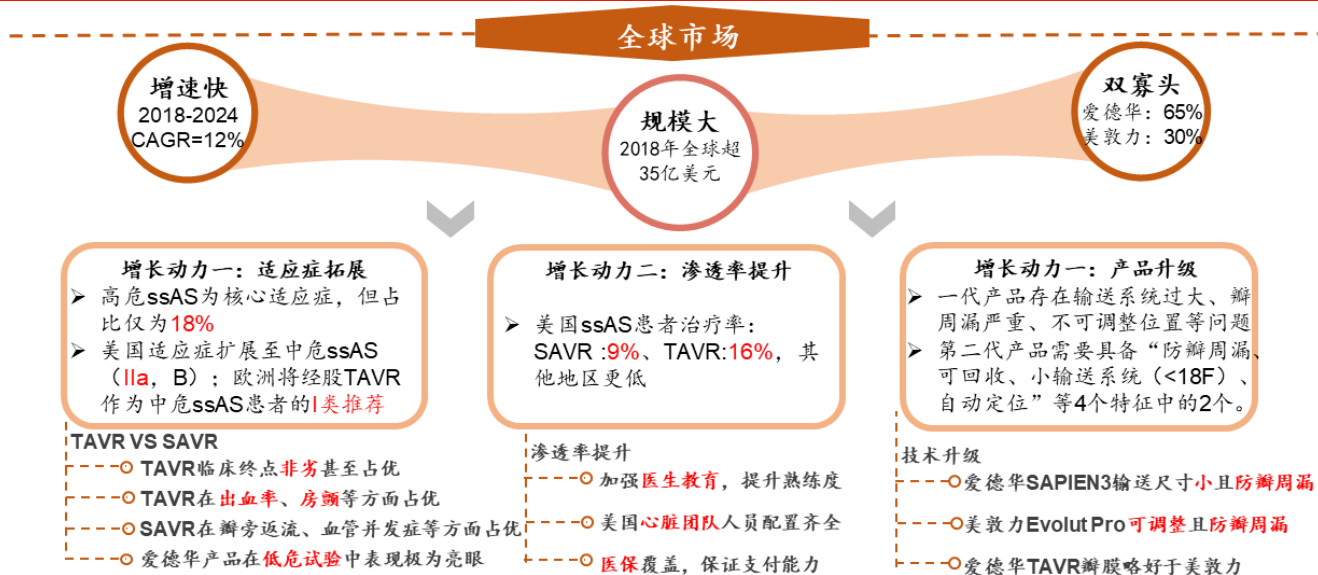 全球市场
增速快
2018-2024
CAGR=12%
规模大
2018年全球超
35亿美元
双寡头
爱德华：65%
美敦力：30%
增长动力一：适应症拓展
➤ 高危ssAS为核心适应症，但占
比仅为18%
➤ 美国适应症扩展至中危ssAS
（IIa，B）；欧洲将经股TAVR
作为中危ssAS患者的I类推荐
TAVR VS SAVR
TAVR临床终点非劣甚至占优
TAVR在出血率、房颤等方面占优
SAVR在瓣旁返流、血管并发症等方面占优
爱德华产品在低危试验中表现极为亮眼
增长动力二：渗透率提升
➤ 美国ssAS患者治疗率：
SAVR :9%、TAVR:16%，其
他地区更低
渗透率提升
加强医生教育，提升熟练度
美国心脏团队人员配置齐全
医保覆盖，保证支付能力
增长动力一：产品升级
➤ 一代产品存在输送系统过大、瓣
周漏严重、不可调整位置等问题
➤ 第二代产品需要具备“防瓣周漏、
可回收、小输送系统（<18F）、
自动定位”等4个特征中的2个。
技术升级
爱德华SAPIEN3输送尺寸小且防瓣周漏
美敦力Evolut Pro可调整且防瓣周漏
爱德华TAVR瓣膜略好于美敦力